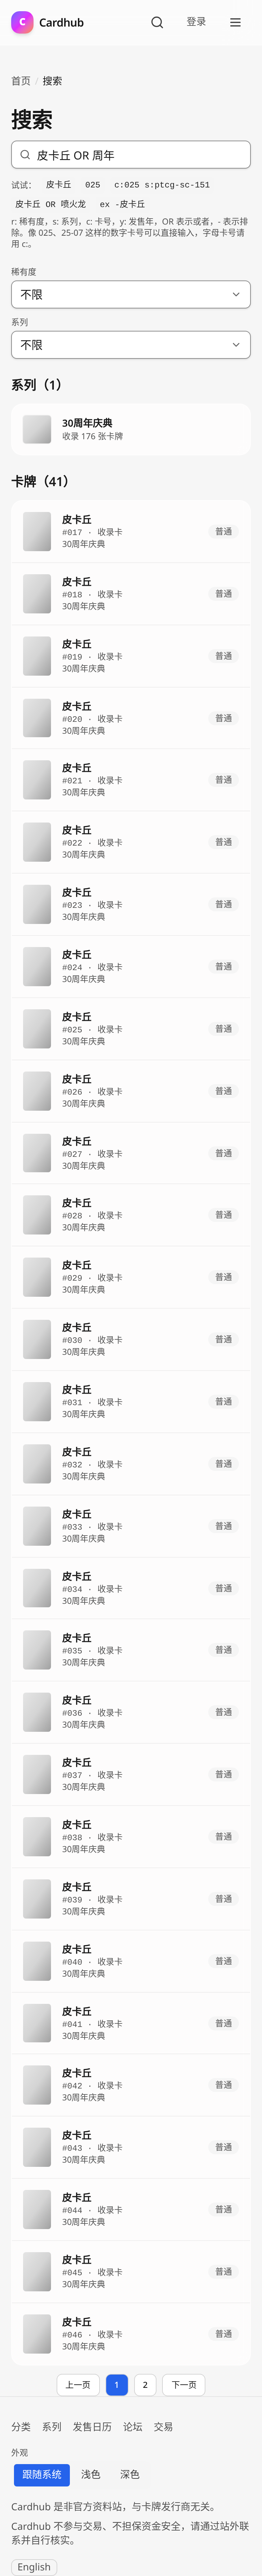 C Cardhub 登录
首页 / 搜索
搜索
皮卡丘 OR 周年
试试： 皮卡丘 025 c:025 s:ptcg-sc-151
皮卡丘 OR 喷火龙 ex -皮卡丘
r: 稀有度，s: 系列，c: 卡号，y: 发售年，OR 表示或者，- 表示排
除。像 025、25-07 这样的数字卡号可以直接输入，字母卡号请
用 c:。
稀有度
不限
系列
不限
系列（1）
30周年庆典
收录 176 张卡牌
卡牌（41）
皮卡丘
#017 · 收录卡
30周年庆典
普通
皮卡丘
#018 · 收录卡
30周年庆典
普通
皮卡丘
#019 · 收录卡
30周年庆典
普通
皮卡丘
#020 · 收录卡
30周年庆典
普通
皮卡丘
#021 · 收录卡
30周年庆典
普通
皮卡丘
#022 · 收录卡
30周年庆典
普通
皮卡丘
#023 · 收录卡
30周年庆典
普通
皮卡丘
#024 · 收录卡
30周年庆典
普通
皮卡丘
#025 · 收录卡
30周年庆典
普通
皮卡丘
#026 · 收录卡
30周年庆典
普通
皮卡丘
#027 · 收录卡
30周年庆典
普通
皮卡丘
#028 · 收录卡
30周年庆典
普通
皮卡丘
#029 · 收录卡
30周年庆典
普通
皮卡丘
#030 · 收录卡
30周年庆典
普通
皮卡丘
#031 · 收录卡
30周年庆典
普通
皮卡丘
#032 · 收录卡
30周年庆典
普通
皮卡丘
#033 · 收录卡
30周年庆典
普通
皮卡丘
#034 · 收录卡
30周年庆典
普通
皮卡丘
#035 · 收录卡
30周年庆典
普通
皮卡丘
#036 · 收录卡
30周年庆典
普通
皮卡丘
#037 · 收录卡
30周年庆典
普通
皮卡丘
#038 · 收录卡
30周年庆典
普通
皮卡丘
#039 · 收录卡
30周年庆典
普通
皮卡丘
#040 · 收录卡
30周年庆典
普通
皮卡丘
#041 · 收录卡
30周年庆典
普通
皮卡丘
#042 · 收录卡
30周年庆典
普通
皮卡丘
#043 · 收录卡
30周年庆典
普通
皮卡丘
#044 · 收录卡
30周年庆典
普通
皮卡丘
#045 · 收录卡
30周年庆典
普通
皮卡丘
#046 · 收录卡
30周年庆典
普通
上一页 1 2 下一页
分类 系列 发售日历 论坛 交易
外观
跟随系统 浅色 深色
Cardhub 是非官方资料站，与卡牌发行商无关。
Cardhub 不参与交易、不担保资金安全，请通过站外联
系并自行核实。
English